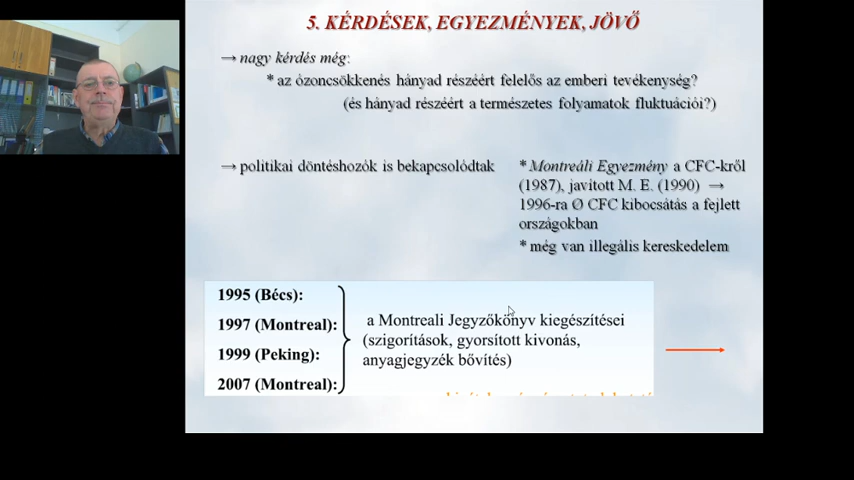 5. KÉRDÉSEK, EGYEZMÉNYEK, JÖVŐ
→ nagy kérdés még:
* az ózoncsökkenés hányad részéért felelős az emberi tevékenység?
(és hányad részéért a természetes folyamatok fluktuációi?)
→ politikai döntéshozók is bekapcsolódtak
* Montreáli Egyezmény a CFC-kről
(1987), javított M. E. (1990) →
1996-ra Ø CFC kibocsátás a fejlett
országokban
* még van illegális kereskedelem
1995 (Bécs):
1997 (Montreal):
1999 (Peking):
2007 (Montreal):
a Montreali Jegyzőkönyv kiegészítései
(szigorítások, gyorsított kivonás,
anyagjegyzék bővítés)